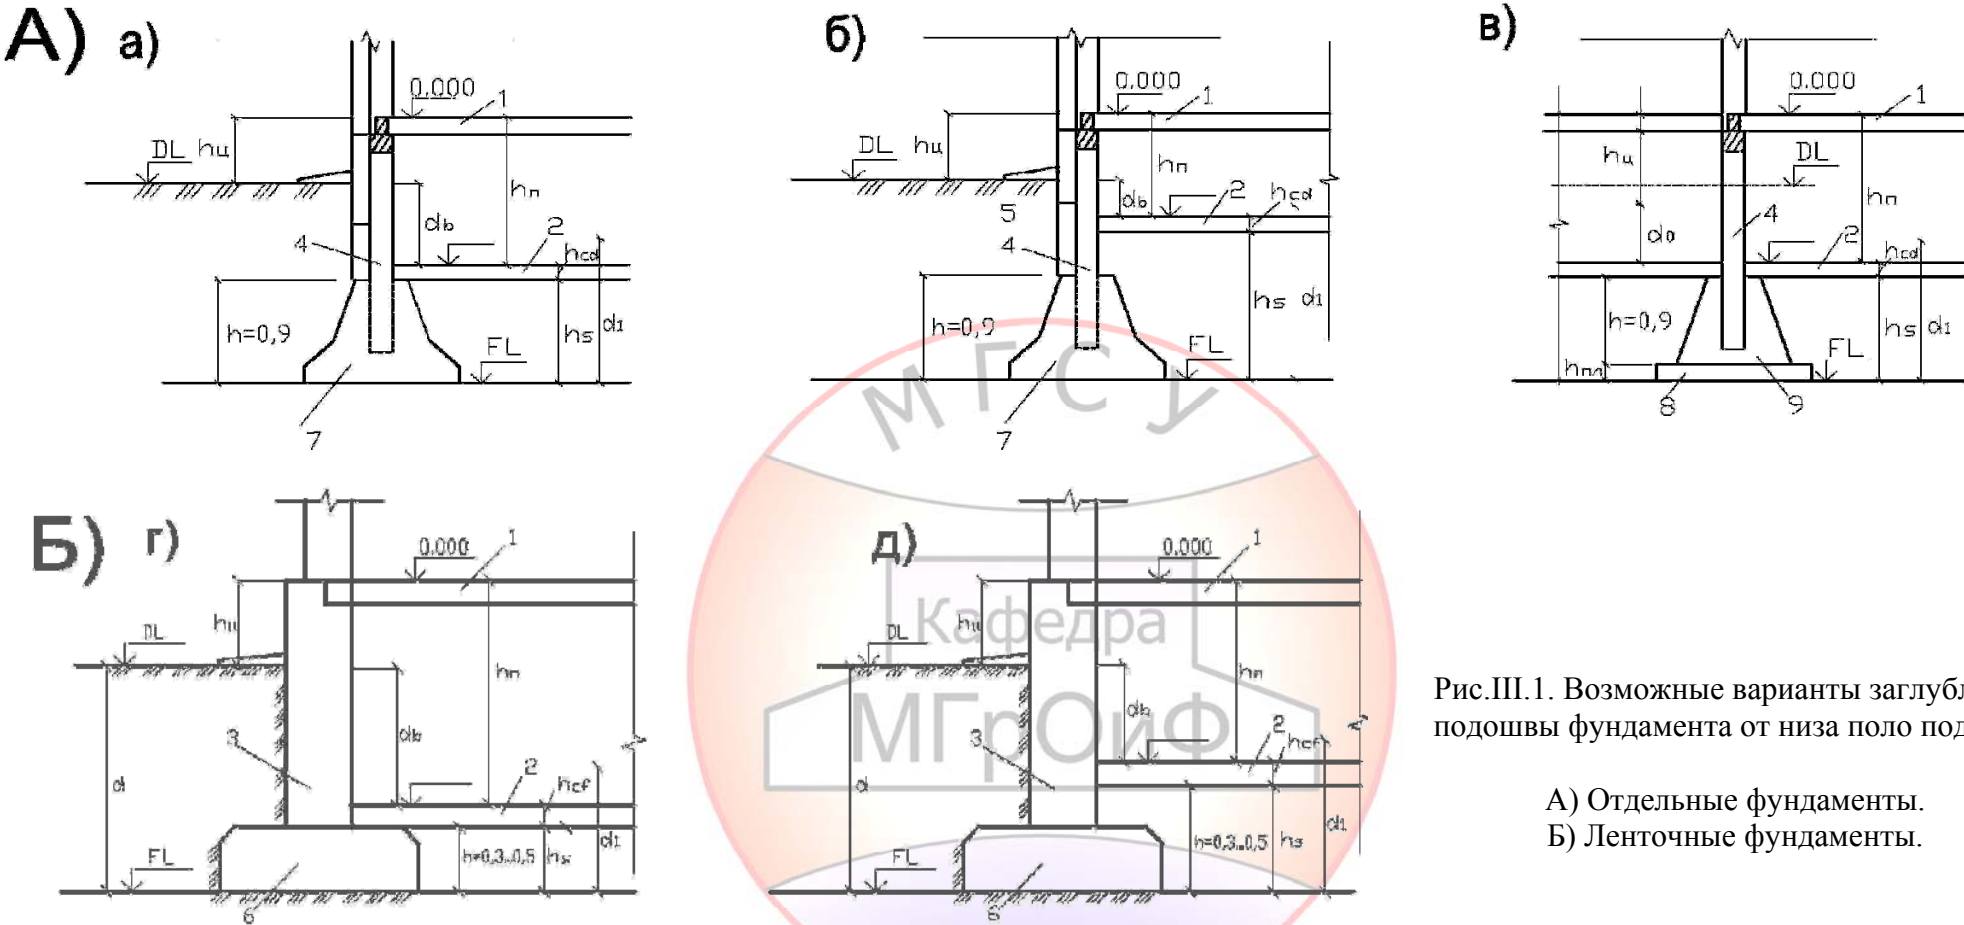 А) а)
0.000
1
DL
hц
hп
dв
2
4
hcd
h=0,9
hs
d1
FL
7
б)
0.000
1
DL
hц
hп
dв
2
hcd
5
4
h=0,9
hs
d1
FL
7
в)
0.000
1
hц
DL
hп
4
d0
2
hcd
h=0,9
hs
d1
FL
hпл
8
9
Б) г)
0.000
1
hц
DL
hп
3
dв
d
2
hcf
h=0,3..0,5
hs
d1
FL
6
д)
0.000
1
hц
DL
hп
dв
3
2
hcf
d
d1
h=0,3..0,5
hs
FL
6
МГСУ
Кафедра
МГрОиФ
Рис.III.1. Возможные варианты заглубл
подошвы фундамента от низа поло под
А) Отдельные фундаменты.
Б) Ленточные фундаменты.